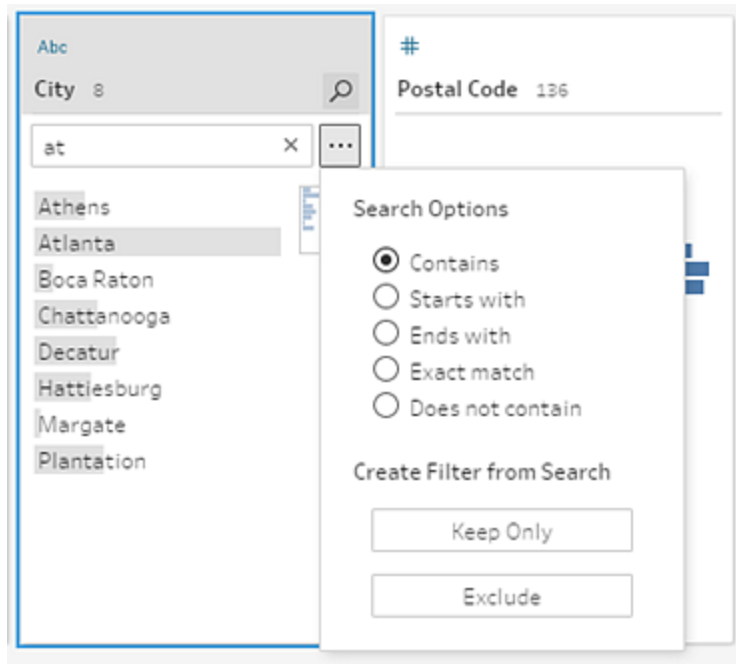 Abc
City 8
at
Athens
Atlanta
Boca Raton
Chattanooga
Decatur
Hattiesburg
Margate
Plantation
#
Postal Code 136
Search Options
Contains
Starts with
Ends with
Exact match
Does not contain
Create Filter from Search
Keep Only
Exclude